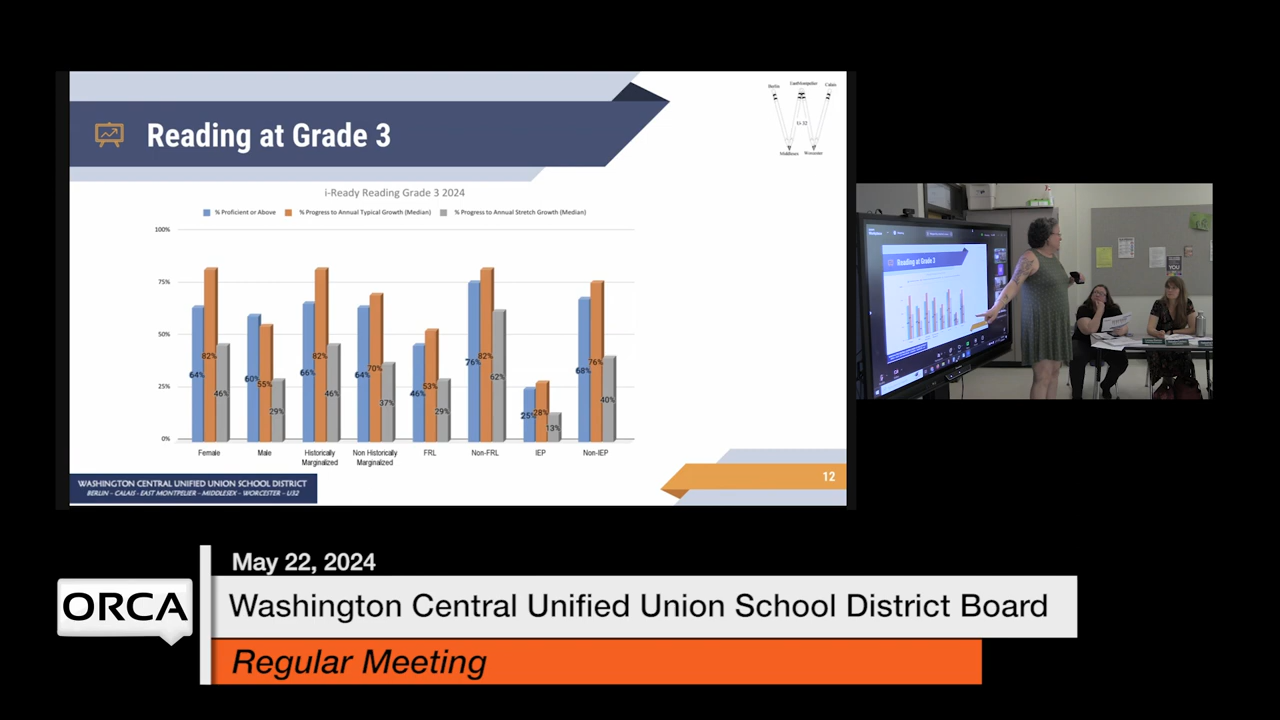 Reading at Grade 3
Berlin
EastMontpelier
Calais
U-32
Middlesex
Worcester
i-Ready Reading Grade 3 2024
% Proficient or Above
% Progress to Annual Typical Growth (Median)
% Progress to Annual Stretch Growth (Median)
100%
75%
50%
25%
0%
64%
82%
46%
60%
55%
29%
66%
82%
46%
64%
70%
37%
46%
53%
29%
76%
82%
62%
25%
28%
13%
68%
76%
40%
Female
Male
Historically
Marginalized
Non Historically
Marginalized
FRL
Non-FRL
IEP
Non-IEP
WASHINGTON CENTRAL UNIFIED UNION SCHOOL DISTRICT
BERLIN - CALAIS - EAST MONTPELIER - MIDDLESEX - WORCESTER - U32
12
Reading at Grade 3
YOU
May 22, 2024
ORCA
Washington Central Unified Union School District Board
Regular Meeting